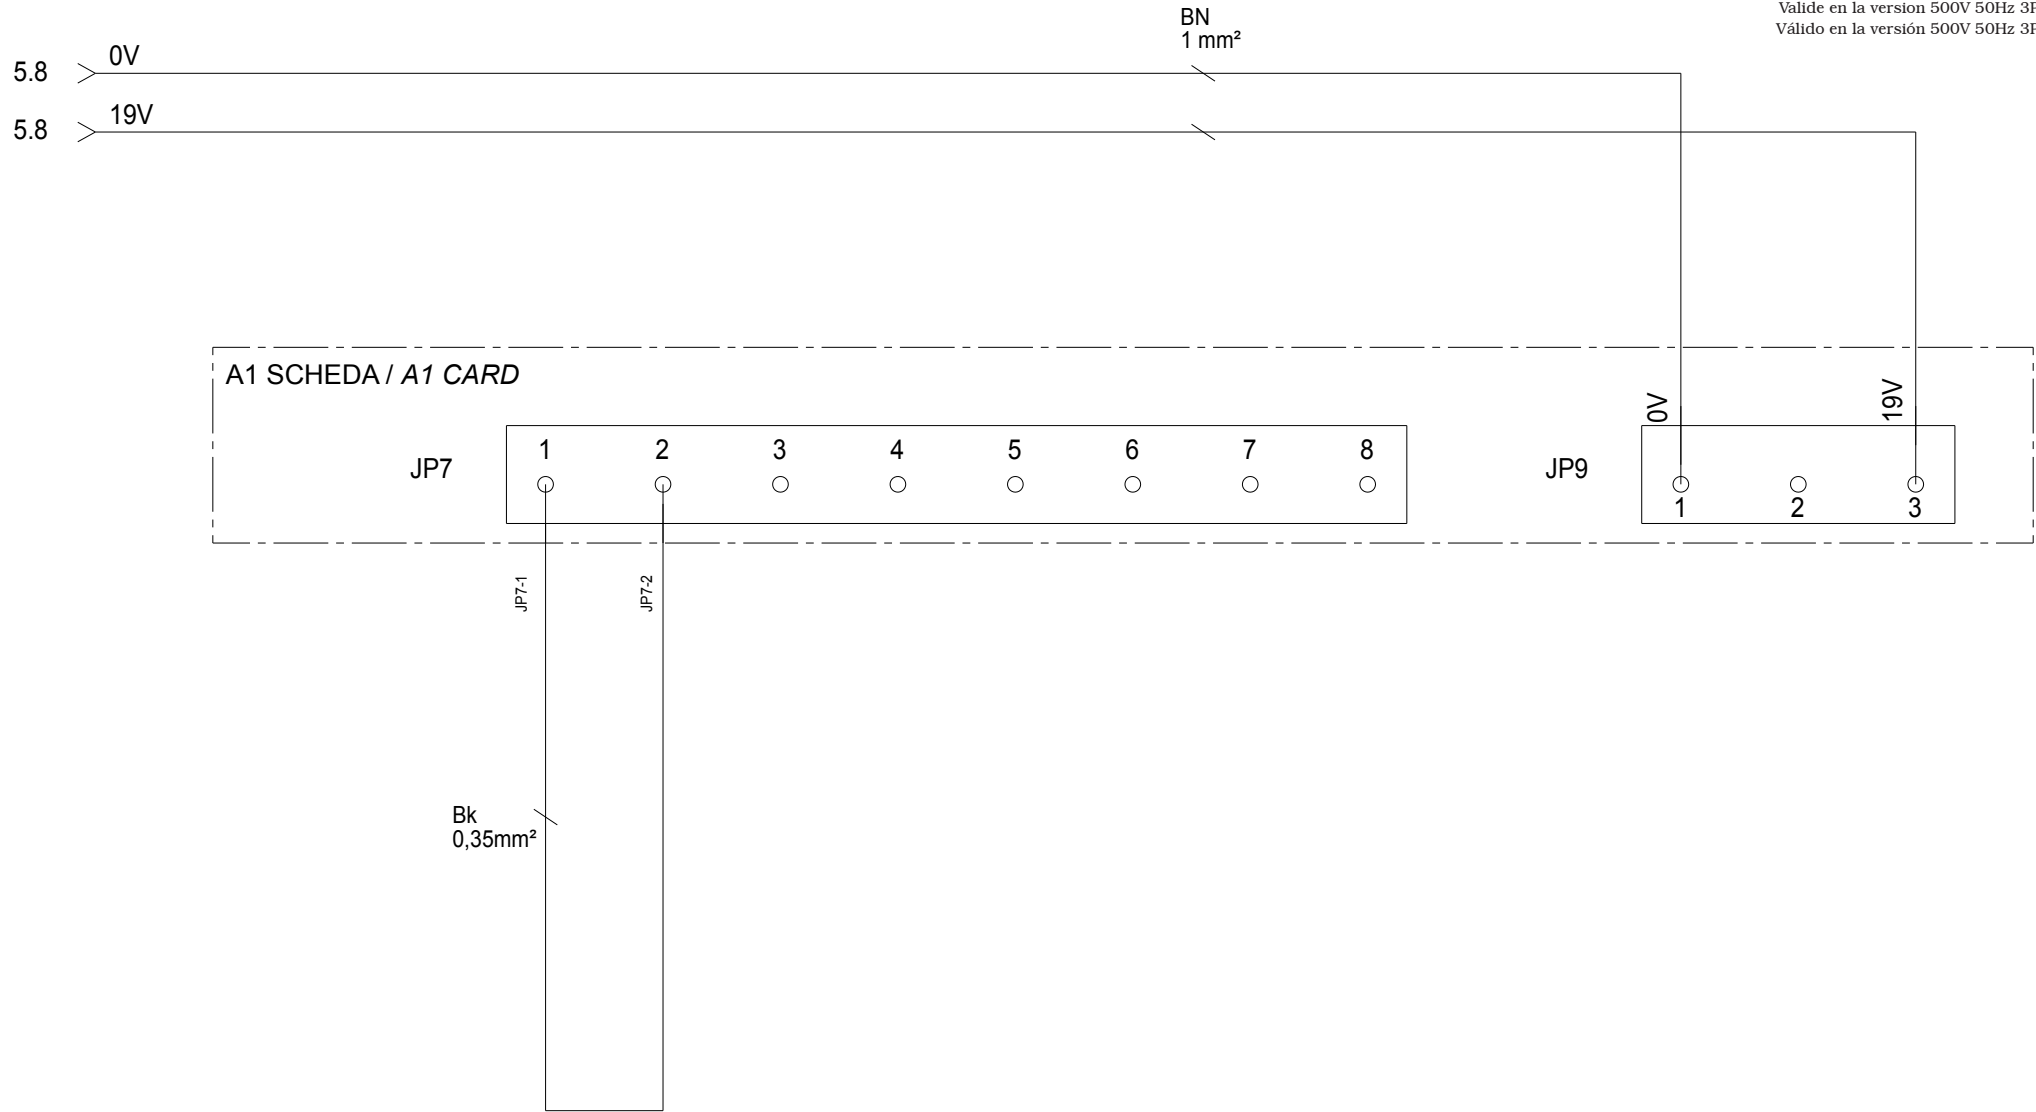 Valide en la version 500V 50Hz
Válido en la versión 500V 50Hz
BN
1 mm²
5.8 0V
5.8 19V
A1 SCHEDA / A1 CARD
0V 19V
JP7 1 2 3 4 5 6 7 8
JP9 1 2 3
JP7-1 JP7-2
Bk
0,35mm²